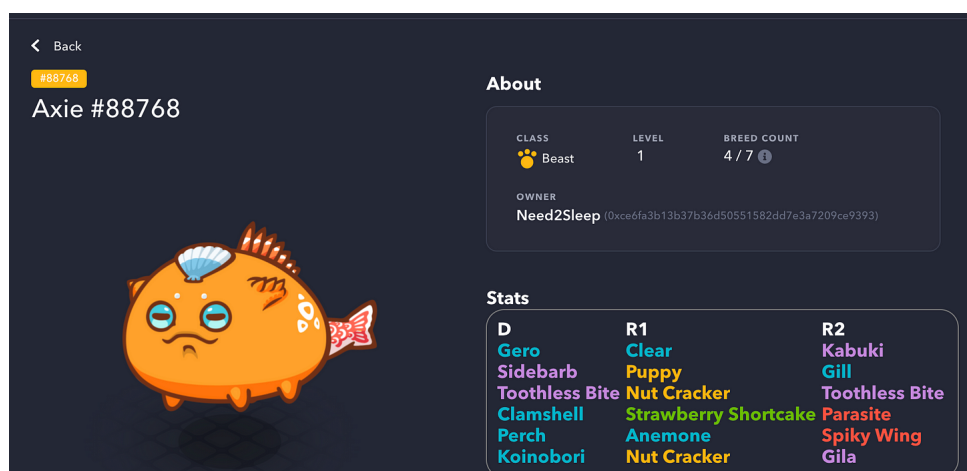 Back
#88768
Axie #88768
About
CLASS LEVEL BREED COUNT
Beast 1 4 / 7
OWNER
Need2Sleep (0xce6fa3b13b37b36d50551582dd7e3a7209ce9393)
Stats
D R1 R2
Gero Clear Kabuki
Sidebarb Puppy Gill
Toothless Bite Nut Cracker Toothless Bite
Clamshell Strawberry Shortcake Parasite
Perch Anemone Spiky Wing
Koinobori Nut Cracker Gila